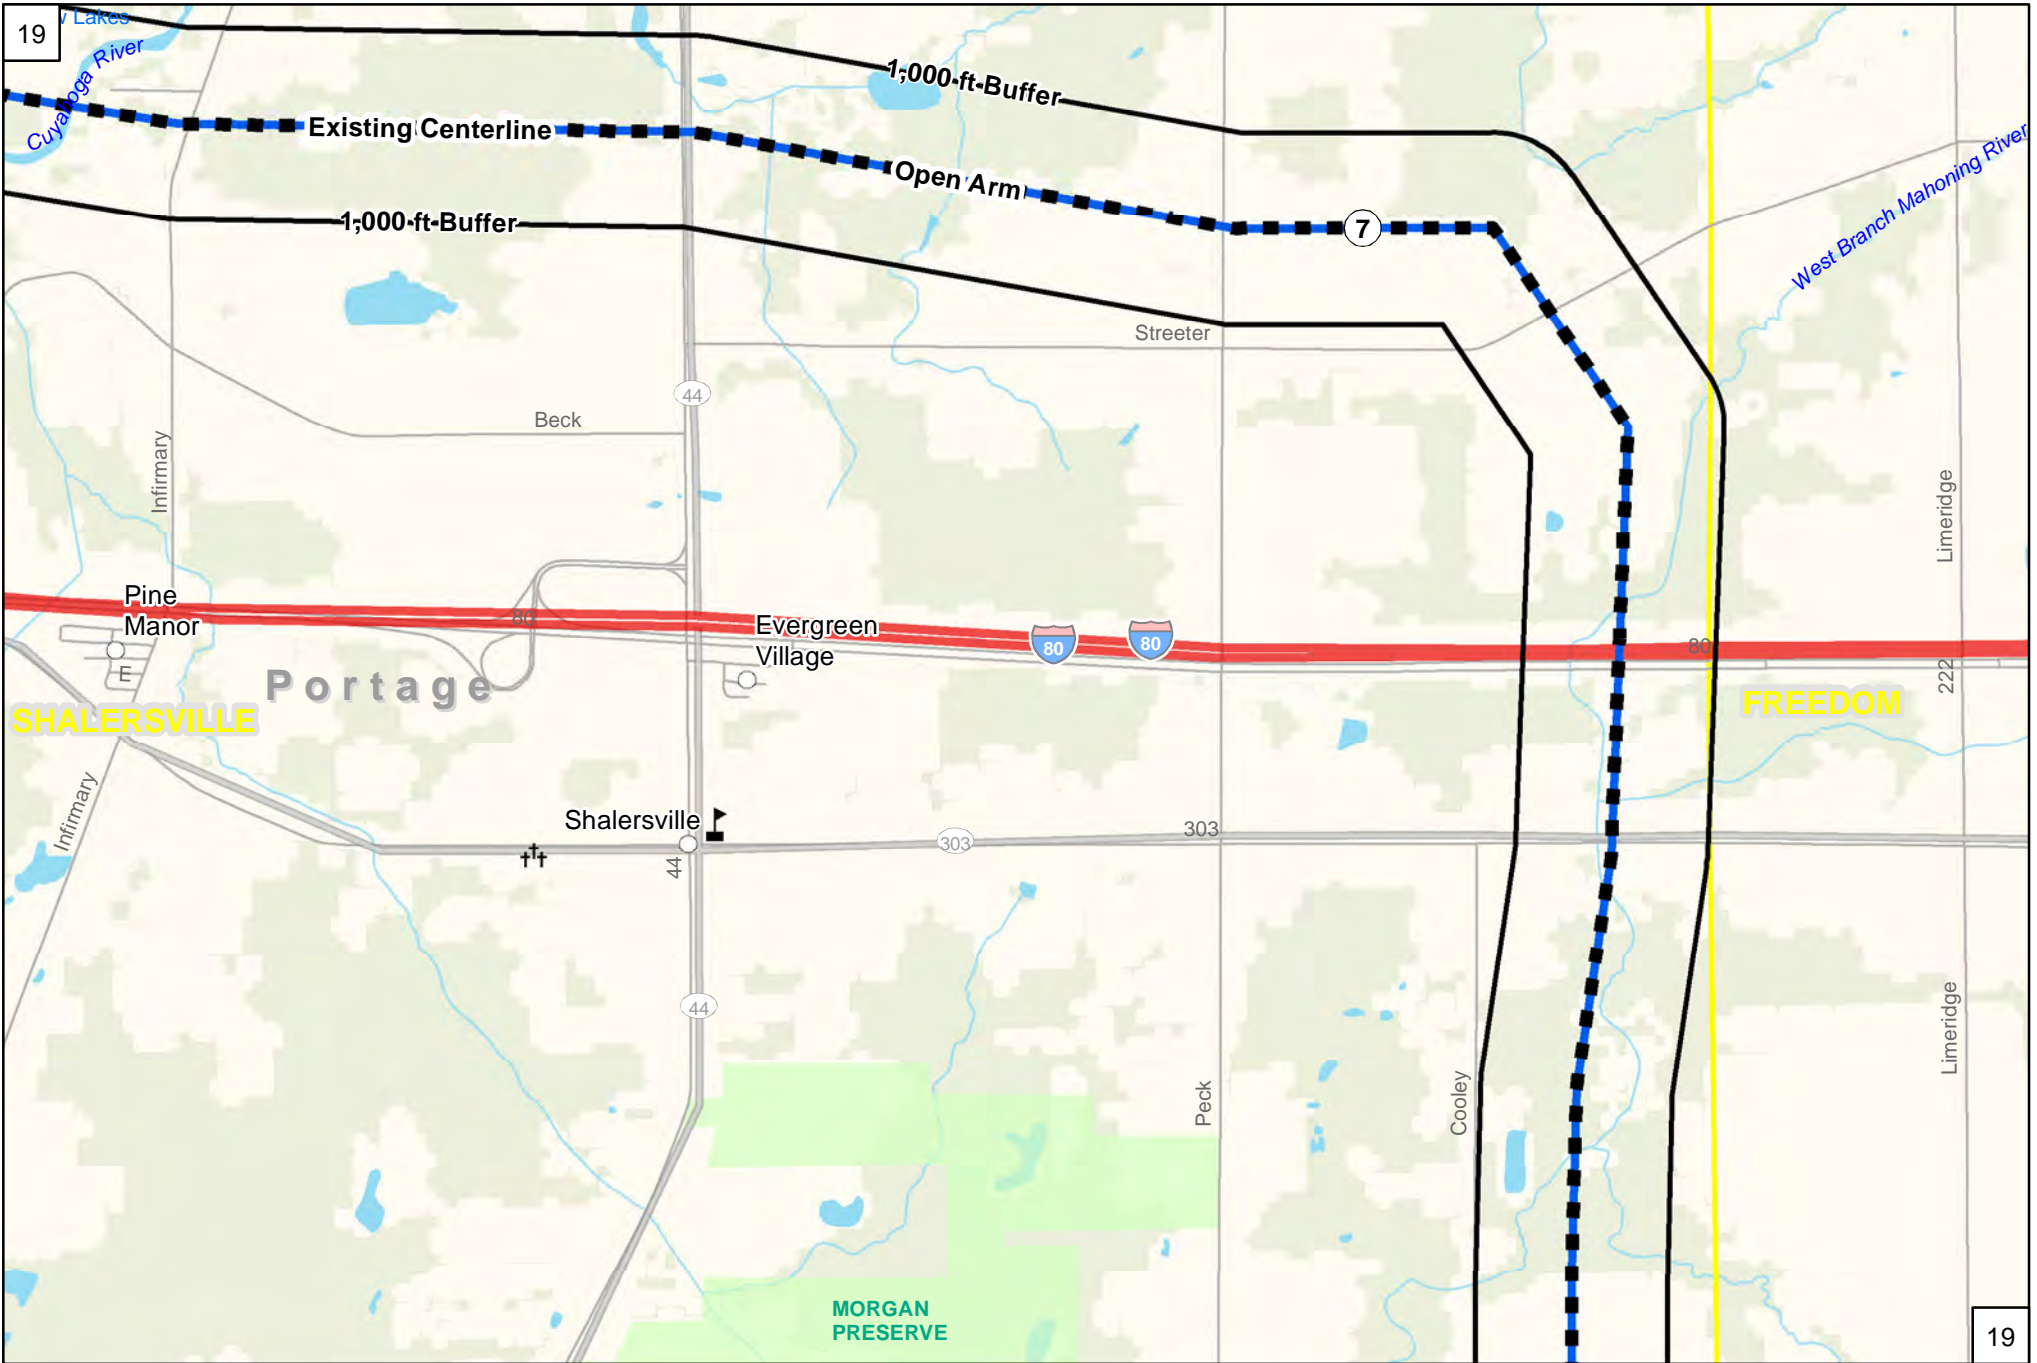 19
w Lakes
Cuyahoga River
1,000 ft Buffer
Existing Centerline
Open Arm
1,000 ft Buffer
7
West Branch Mahoning River
Streeter
44
Beck
Infirmary
Limeridge
Pine
Manor
80
Evergreen
Village
80
80
80
E
Portage
222
SHALERSVILLE
FREEDOM
Infirmary
Shalersville
303
303
44
44
Limeridge
Peck
Cooley
MORGAN
PRESERVE
19